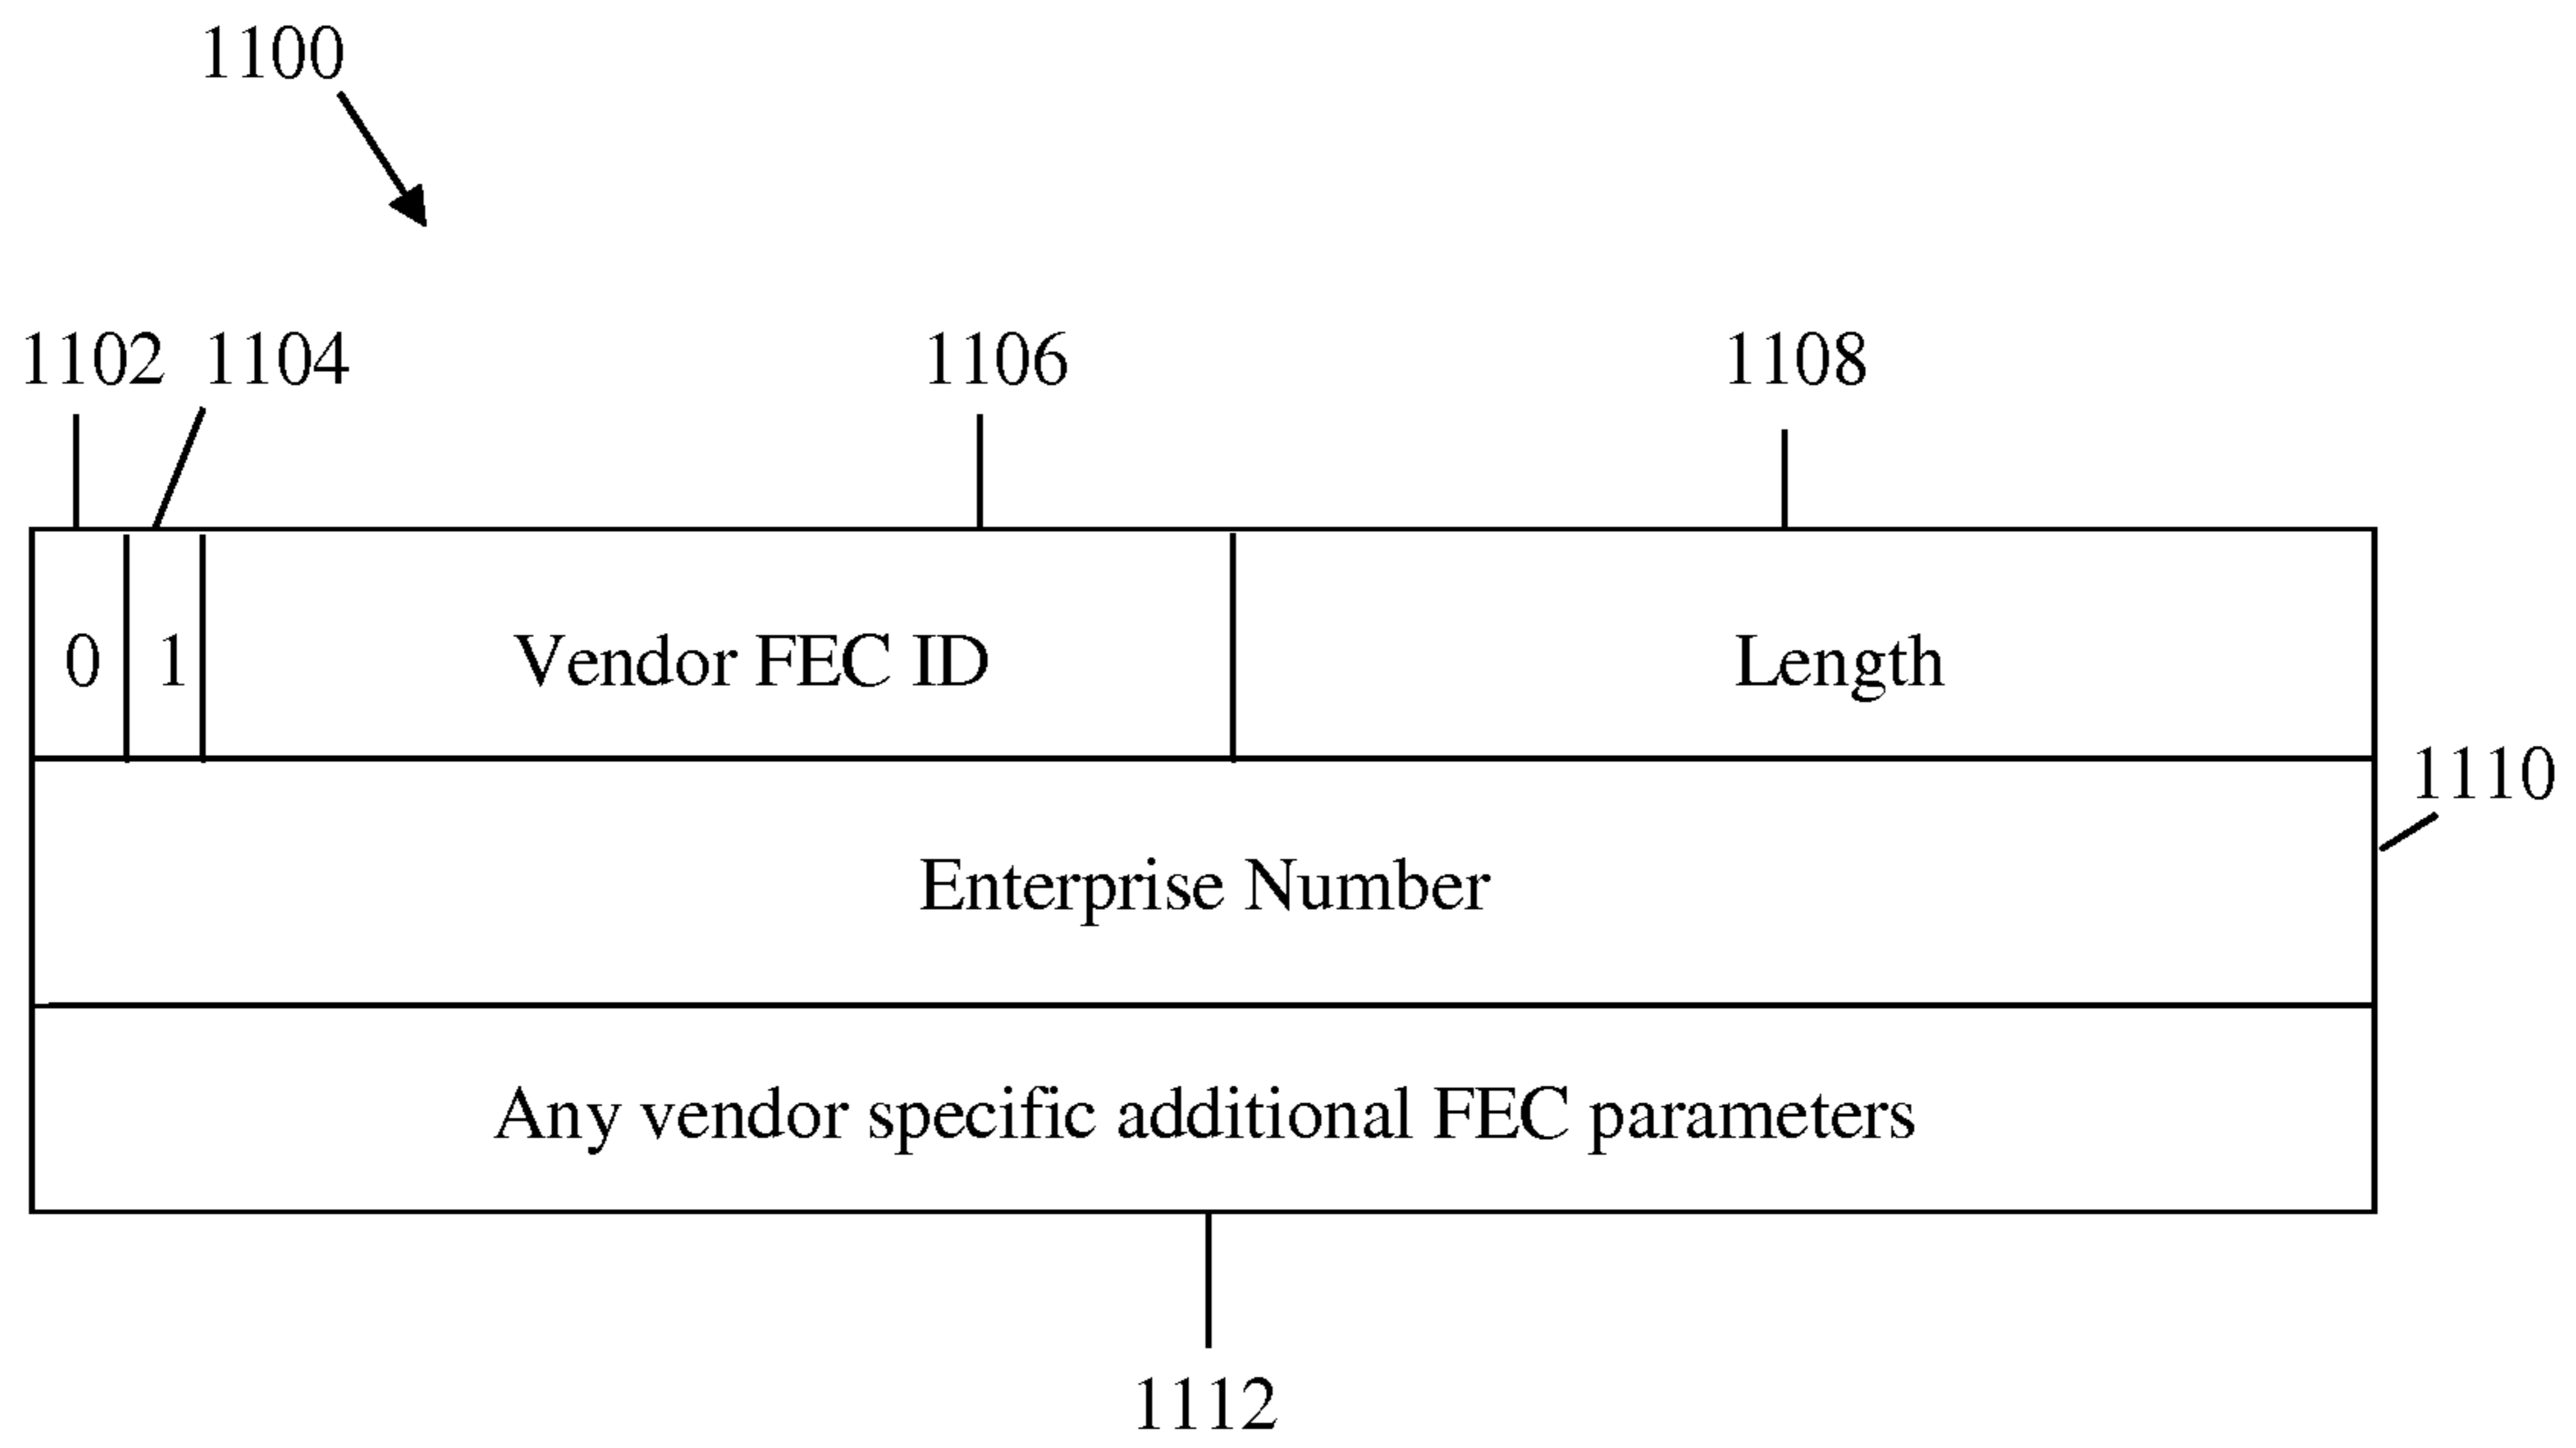 1100
1102 1104 1106 1108
0 1 Vendor FEC ID Length
1110
Enterprise Number
Any vendor specific additional FEC parameters
1112